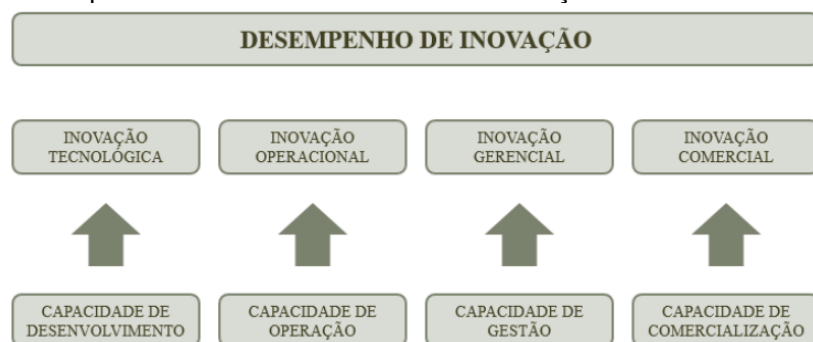 DESEMPENHO DE INOVAÇÃO
INOVAÇÃO
TECNOLÓGICA
INOVAÇÃO
OPERACIONAL
INOVAÇÃO
GERENCIAL
INOVAÇÃO
COMERCIAL
CAPACIDADE DE
DESENVOLVIMENTO
CAPACIDADE DE
OPERAÇÃO
CAPACIDADE DE
GESTÃO
CAPACIDADE DE
COMERCIALIZAÇÃO